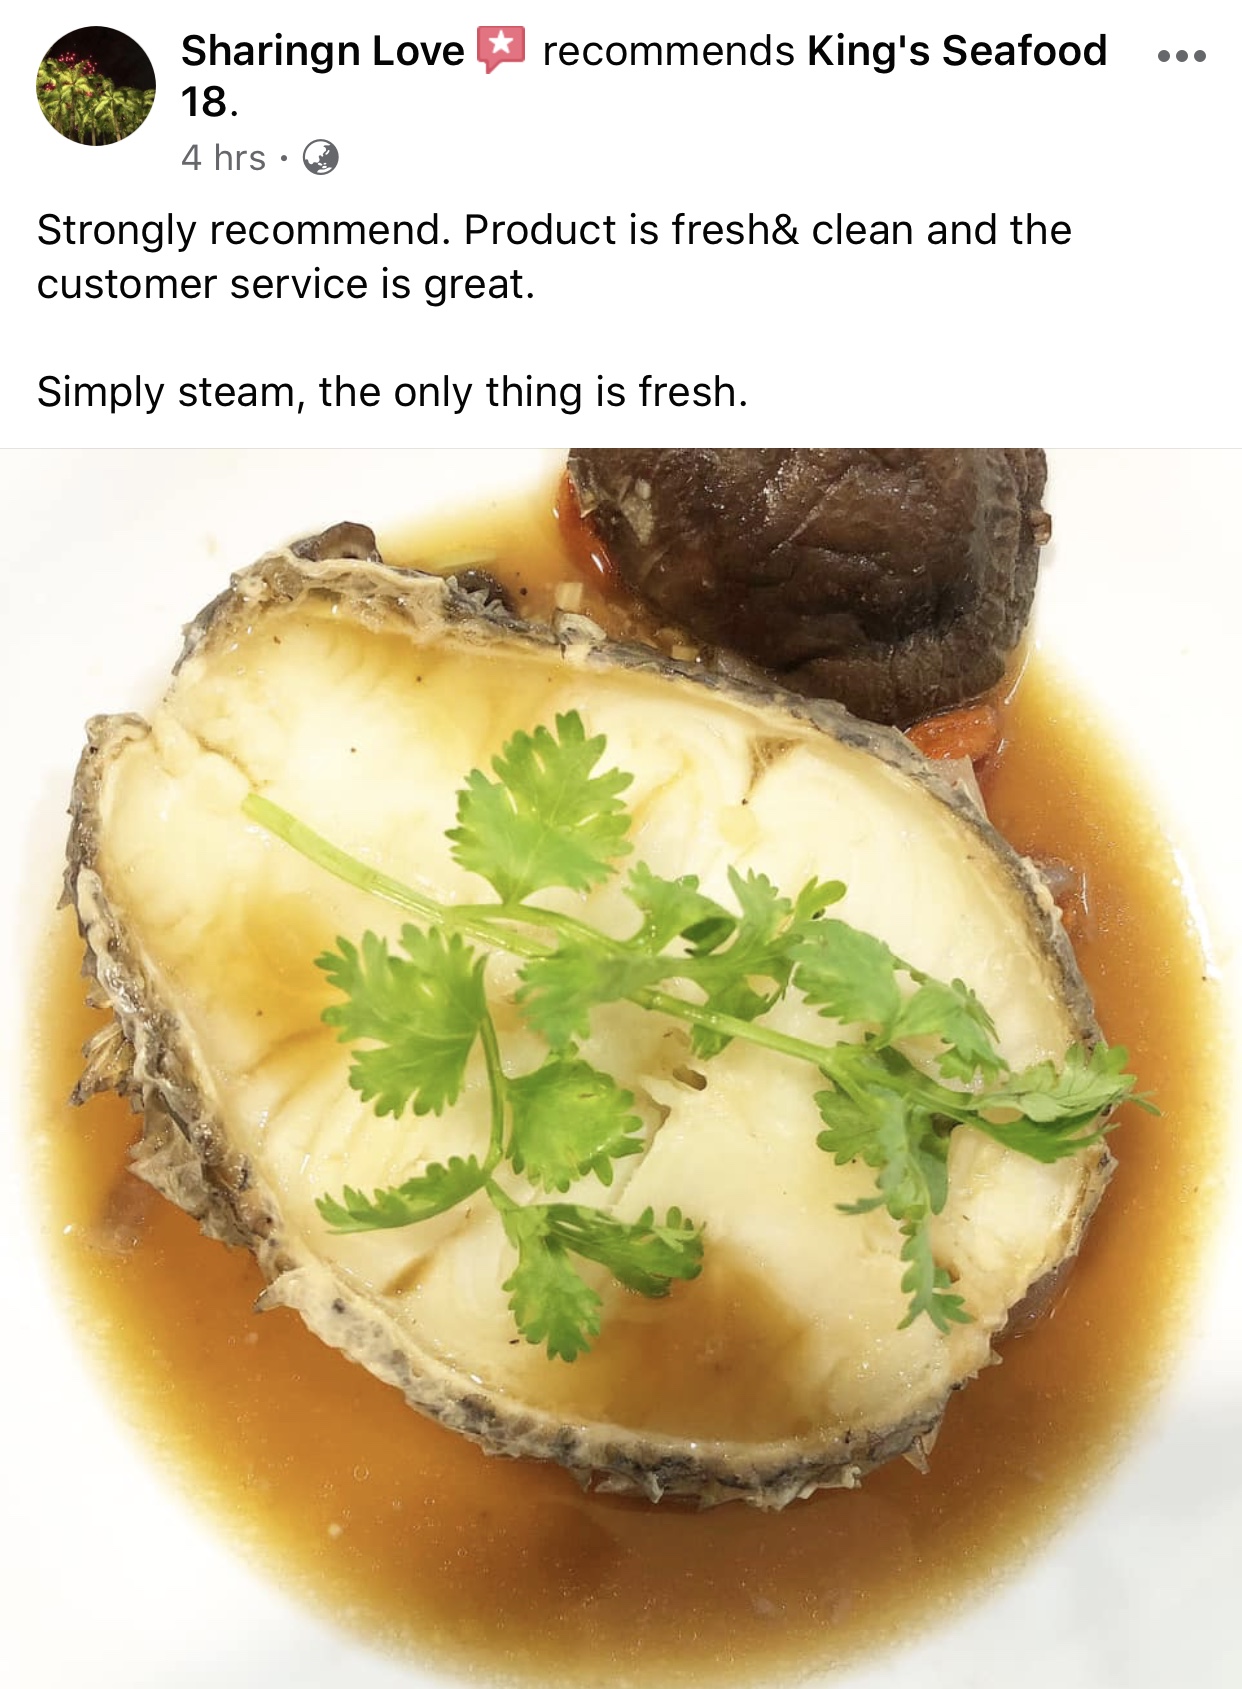 Sharingn Love recommends King's Seafood
18.
4 hrs ·
Strongly recommend. Product is fresh& clean and the
customer service is great.
Simply steam, the only thing is fresh.